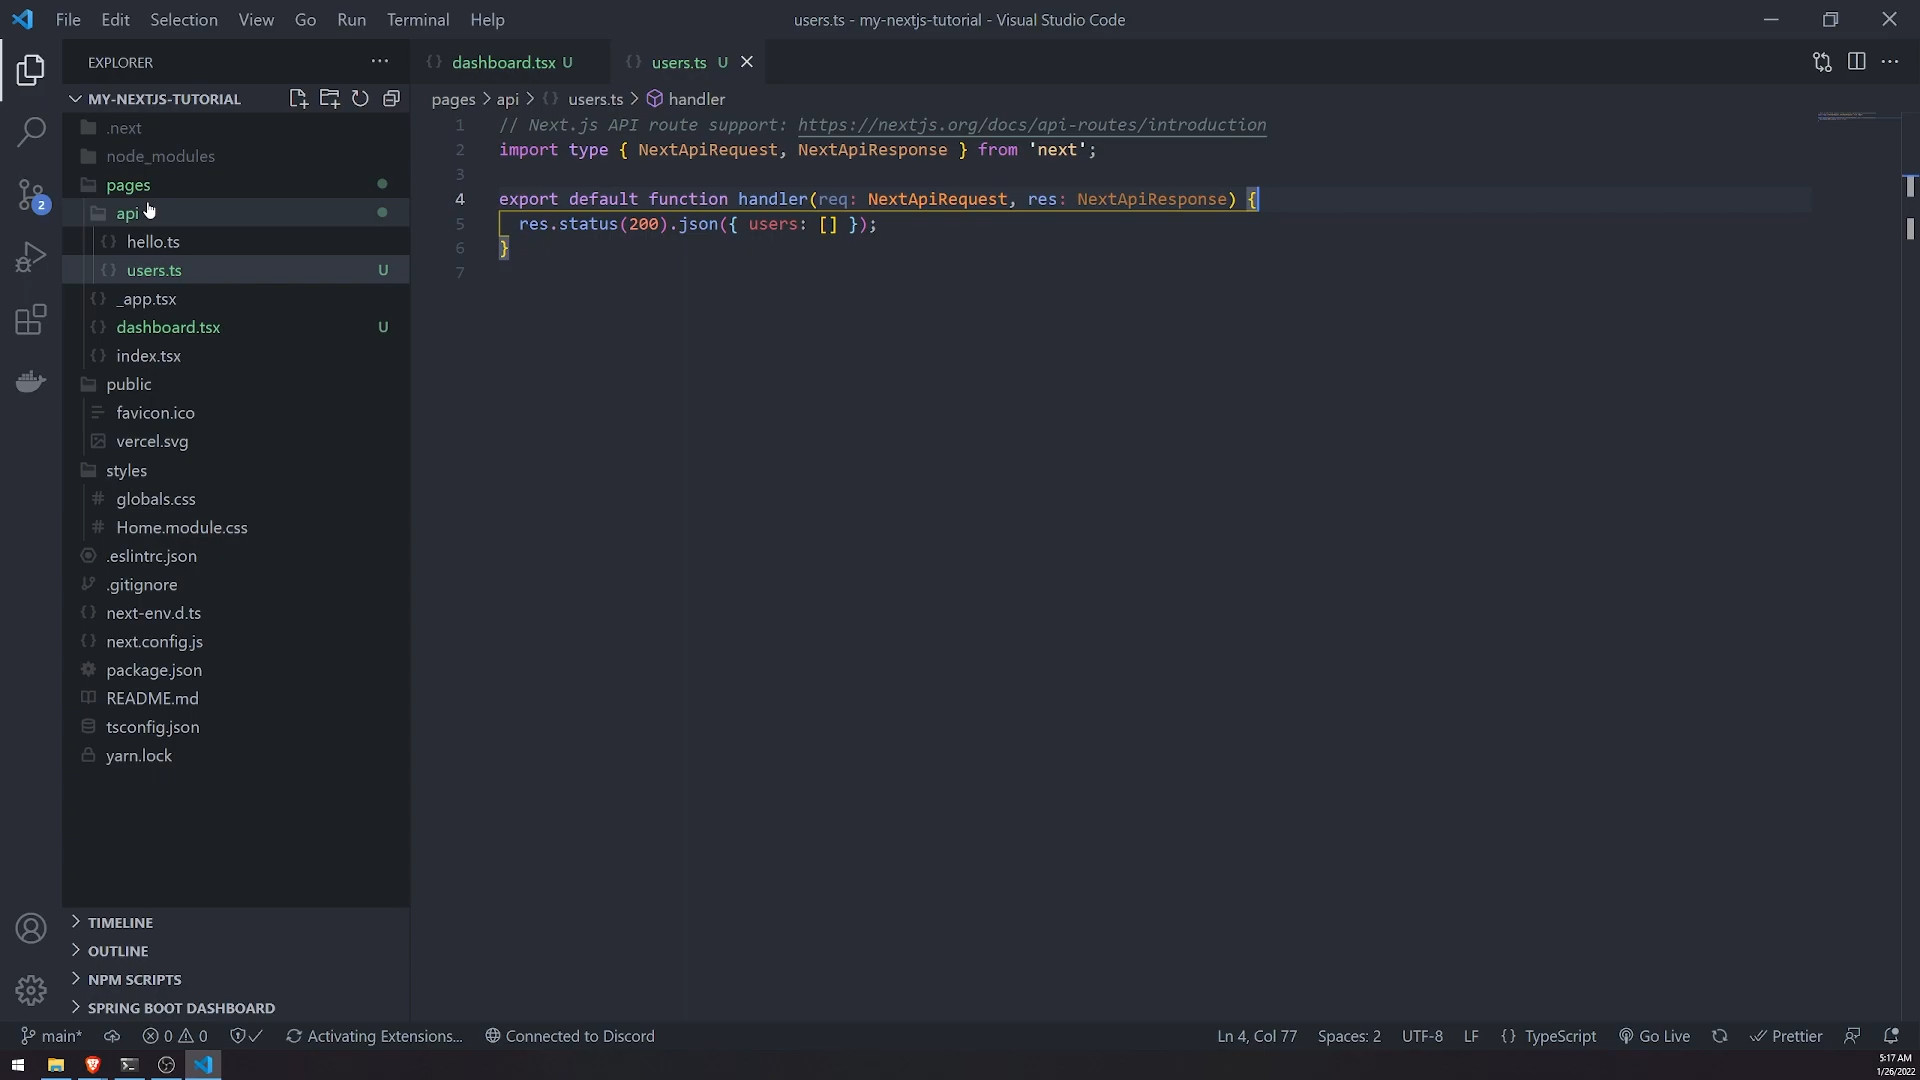 File Edit Selection View Go Run Terminal Help
users.ts - my-nextjs-tutorial - Visual Studio Code
EXPLORER
dashboard.tsx U
users.ts U
MY-NEXTJS-TUTORIAL
pages > api > users.ts > handler
.next
node_modules
pages
api
hello.ts
users.ts U
_app.tsx
dashboard.tsx U
index.tsx
public
favicon.ico
vercel.svg
styles
globals.css
Home.module.css
.eslintrc.json
.gitignore
next-env.d.ts
next.config.js
package.json
README.md
tsconfig.json
yarn.lock
TIMELINE
OUTLINE
NPM SCRIPTS
SPRING BOOT DASHBOARD
2
1 // Next.js API route support: https://nextjs.org/docs/api-routes/introduction
2 import type { NextApiRequest, NextApiResponse } from 'next';
3
4 export default function handler(req: NextApiRequest, res: NextApiResponse) {
5 res.status(200).json({ users: [] });
6 }
7
main* 0 0 Activating Extensions... Connected to Discord
Ln 4, Col 77 Spaces: 2 UTF-8 LF {} TypeScript Go Live Prettier
5:17 AM
1/26/2022